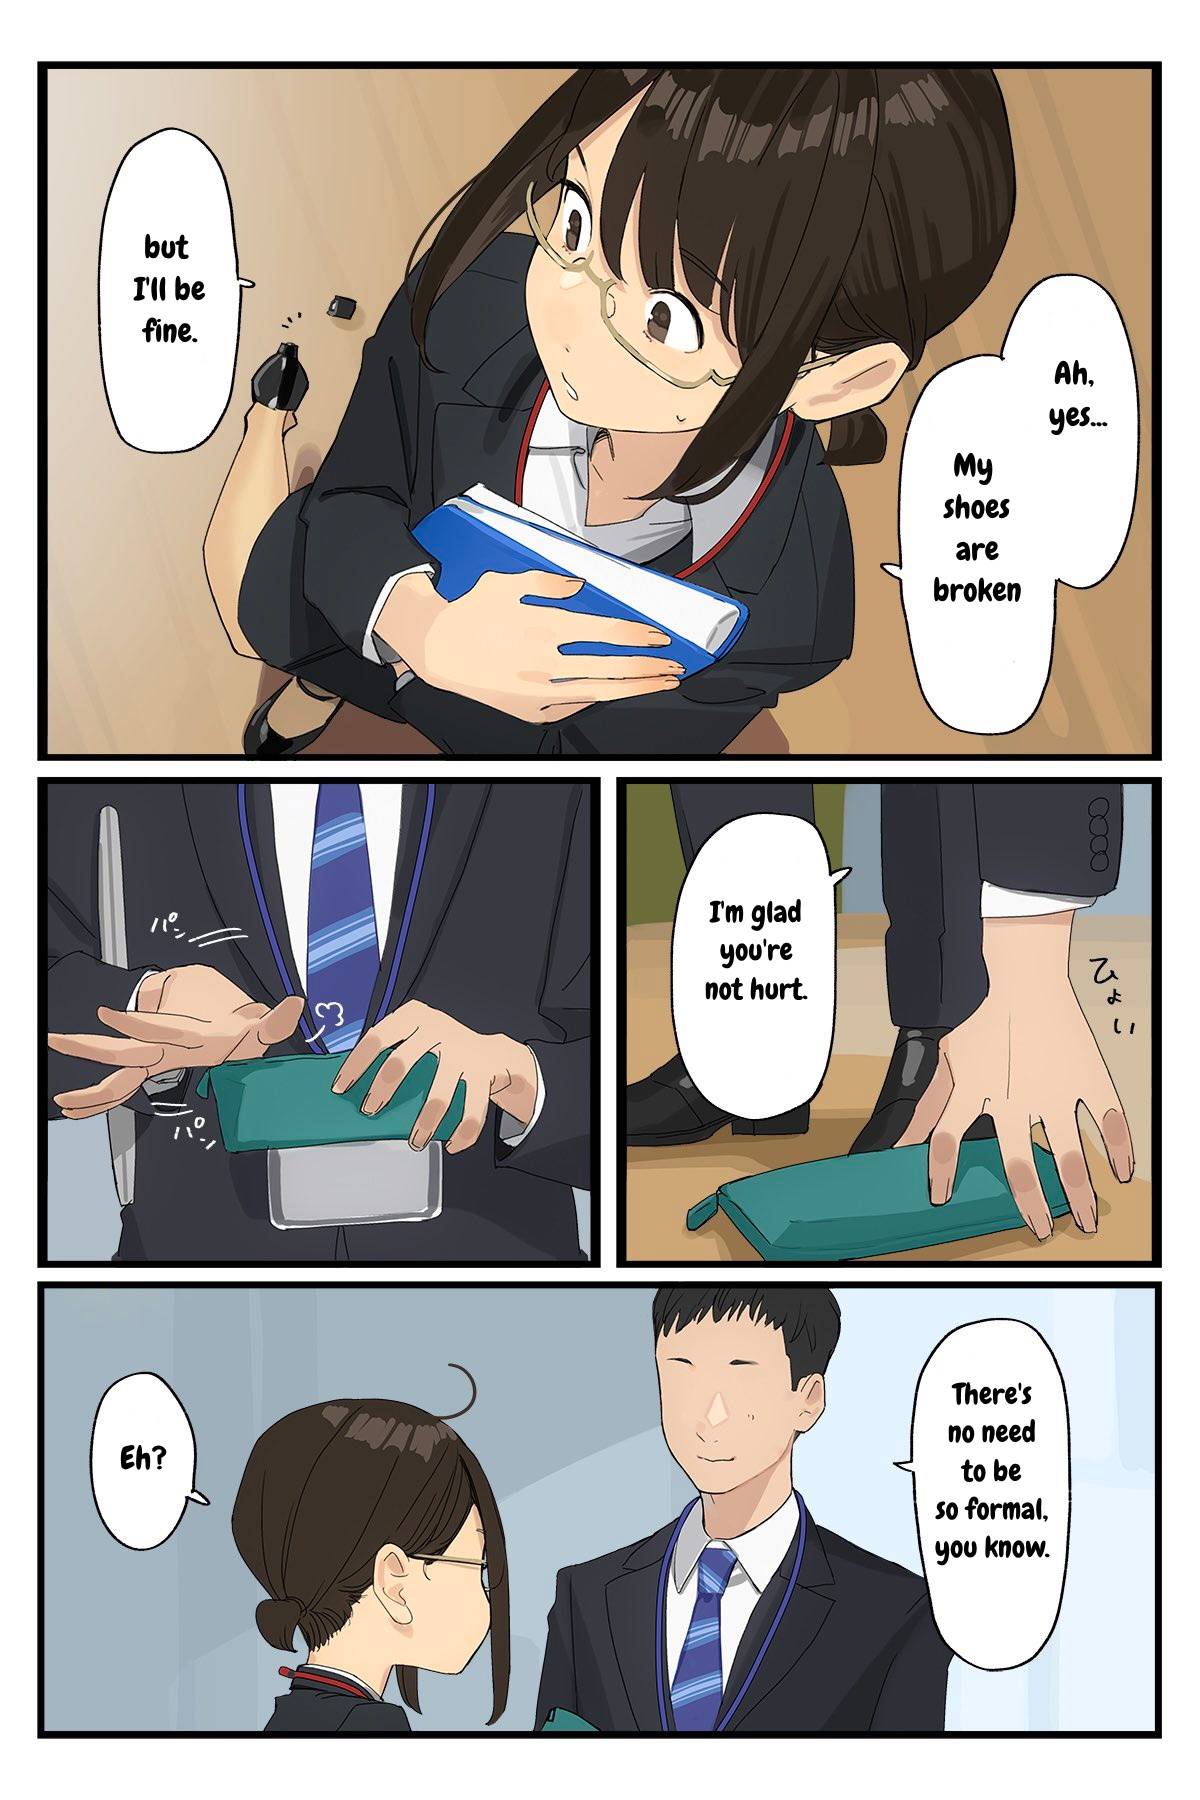 Ah,
yes...
My
shoes
are
broken
but
I'll be
fine.
I'm glad
you're
not hurt.
ひょい
パン
パン
There's
no need
to be
so formal,
you know.
Eh?